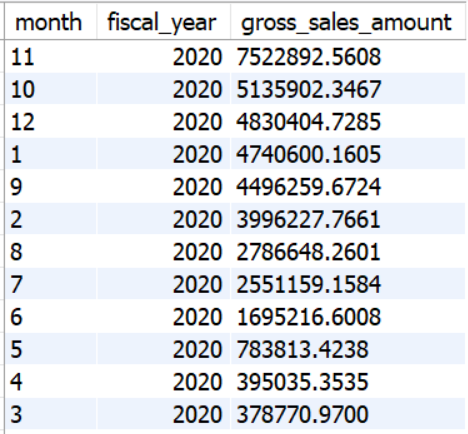 month fiscal_year gross_sales_amount
11 2020 7522892.5608
10 2020 5135902.3467
12 2020 4830404.7285
1 2020 4740600.1605
9 2020 4496259.6724
2 2020 3996227.7661
8 2020 2786648.2601
7 2020 2551159.1584
6 2020 1695216.6008
5 2020 783813.4238
4 2020 395035.3535
3 2020 378770.9700